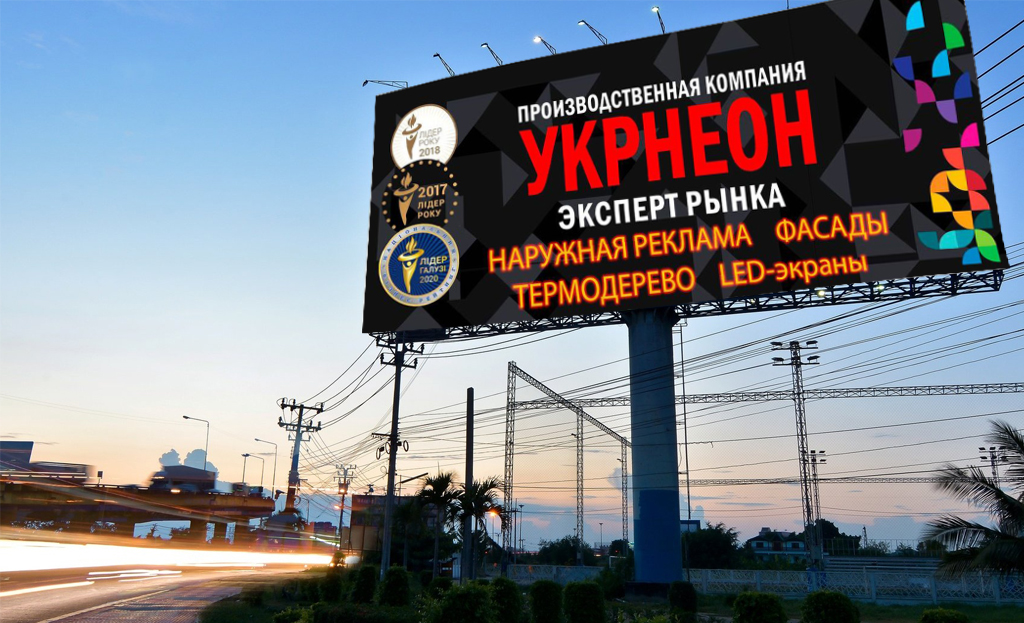 ПРОИЗВОДСТВЕННАЯ КОМПАНИЯ
УКРНЕОН
ЭКСПЕРТ РЫНКА
НАРУЖНАЯ РЕКЛАМА ФАСАДЫ
ТЕРМОДЕРЕВО LED-экраны
ЛІДЕР
РОКУ
2018
2017
ЛІДЕР
РОКУ
ЛІДЕР
ГАЛУЗІ
2020